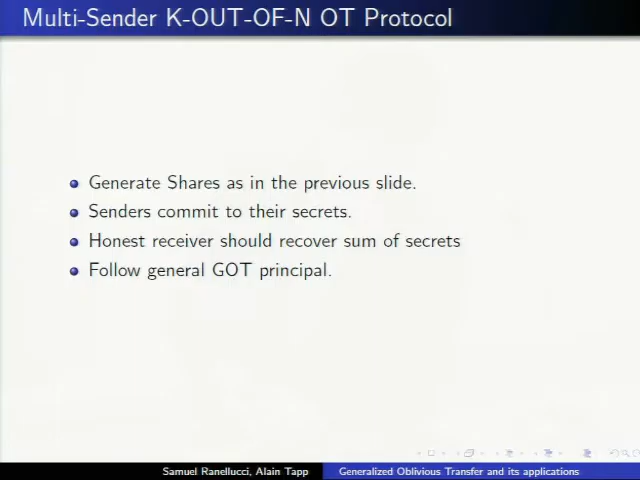 Multi-Sender K-OUT-OF-N OT Protocol
Generate Shares as in the previous slide.
Senders commit to their secrets.
Honest receiver should recover sum of secrets
Follow general GOT principal.
Samuel Ranellucci, Alain Tapp
Generalized Oblivious Transfer and its applications